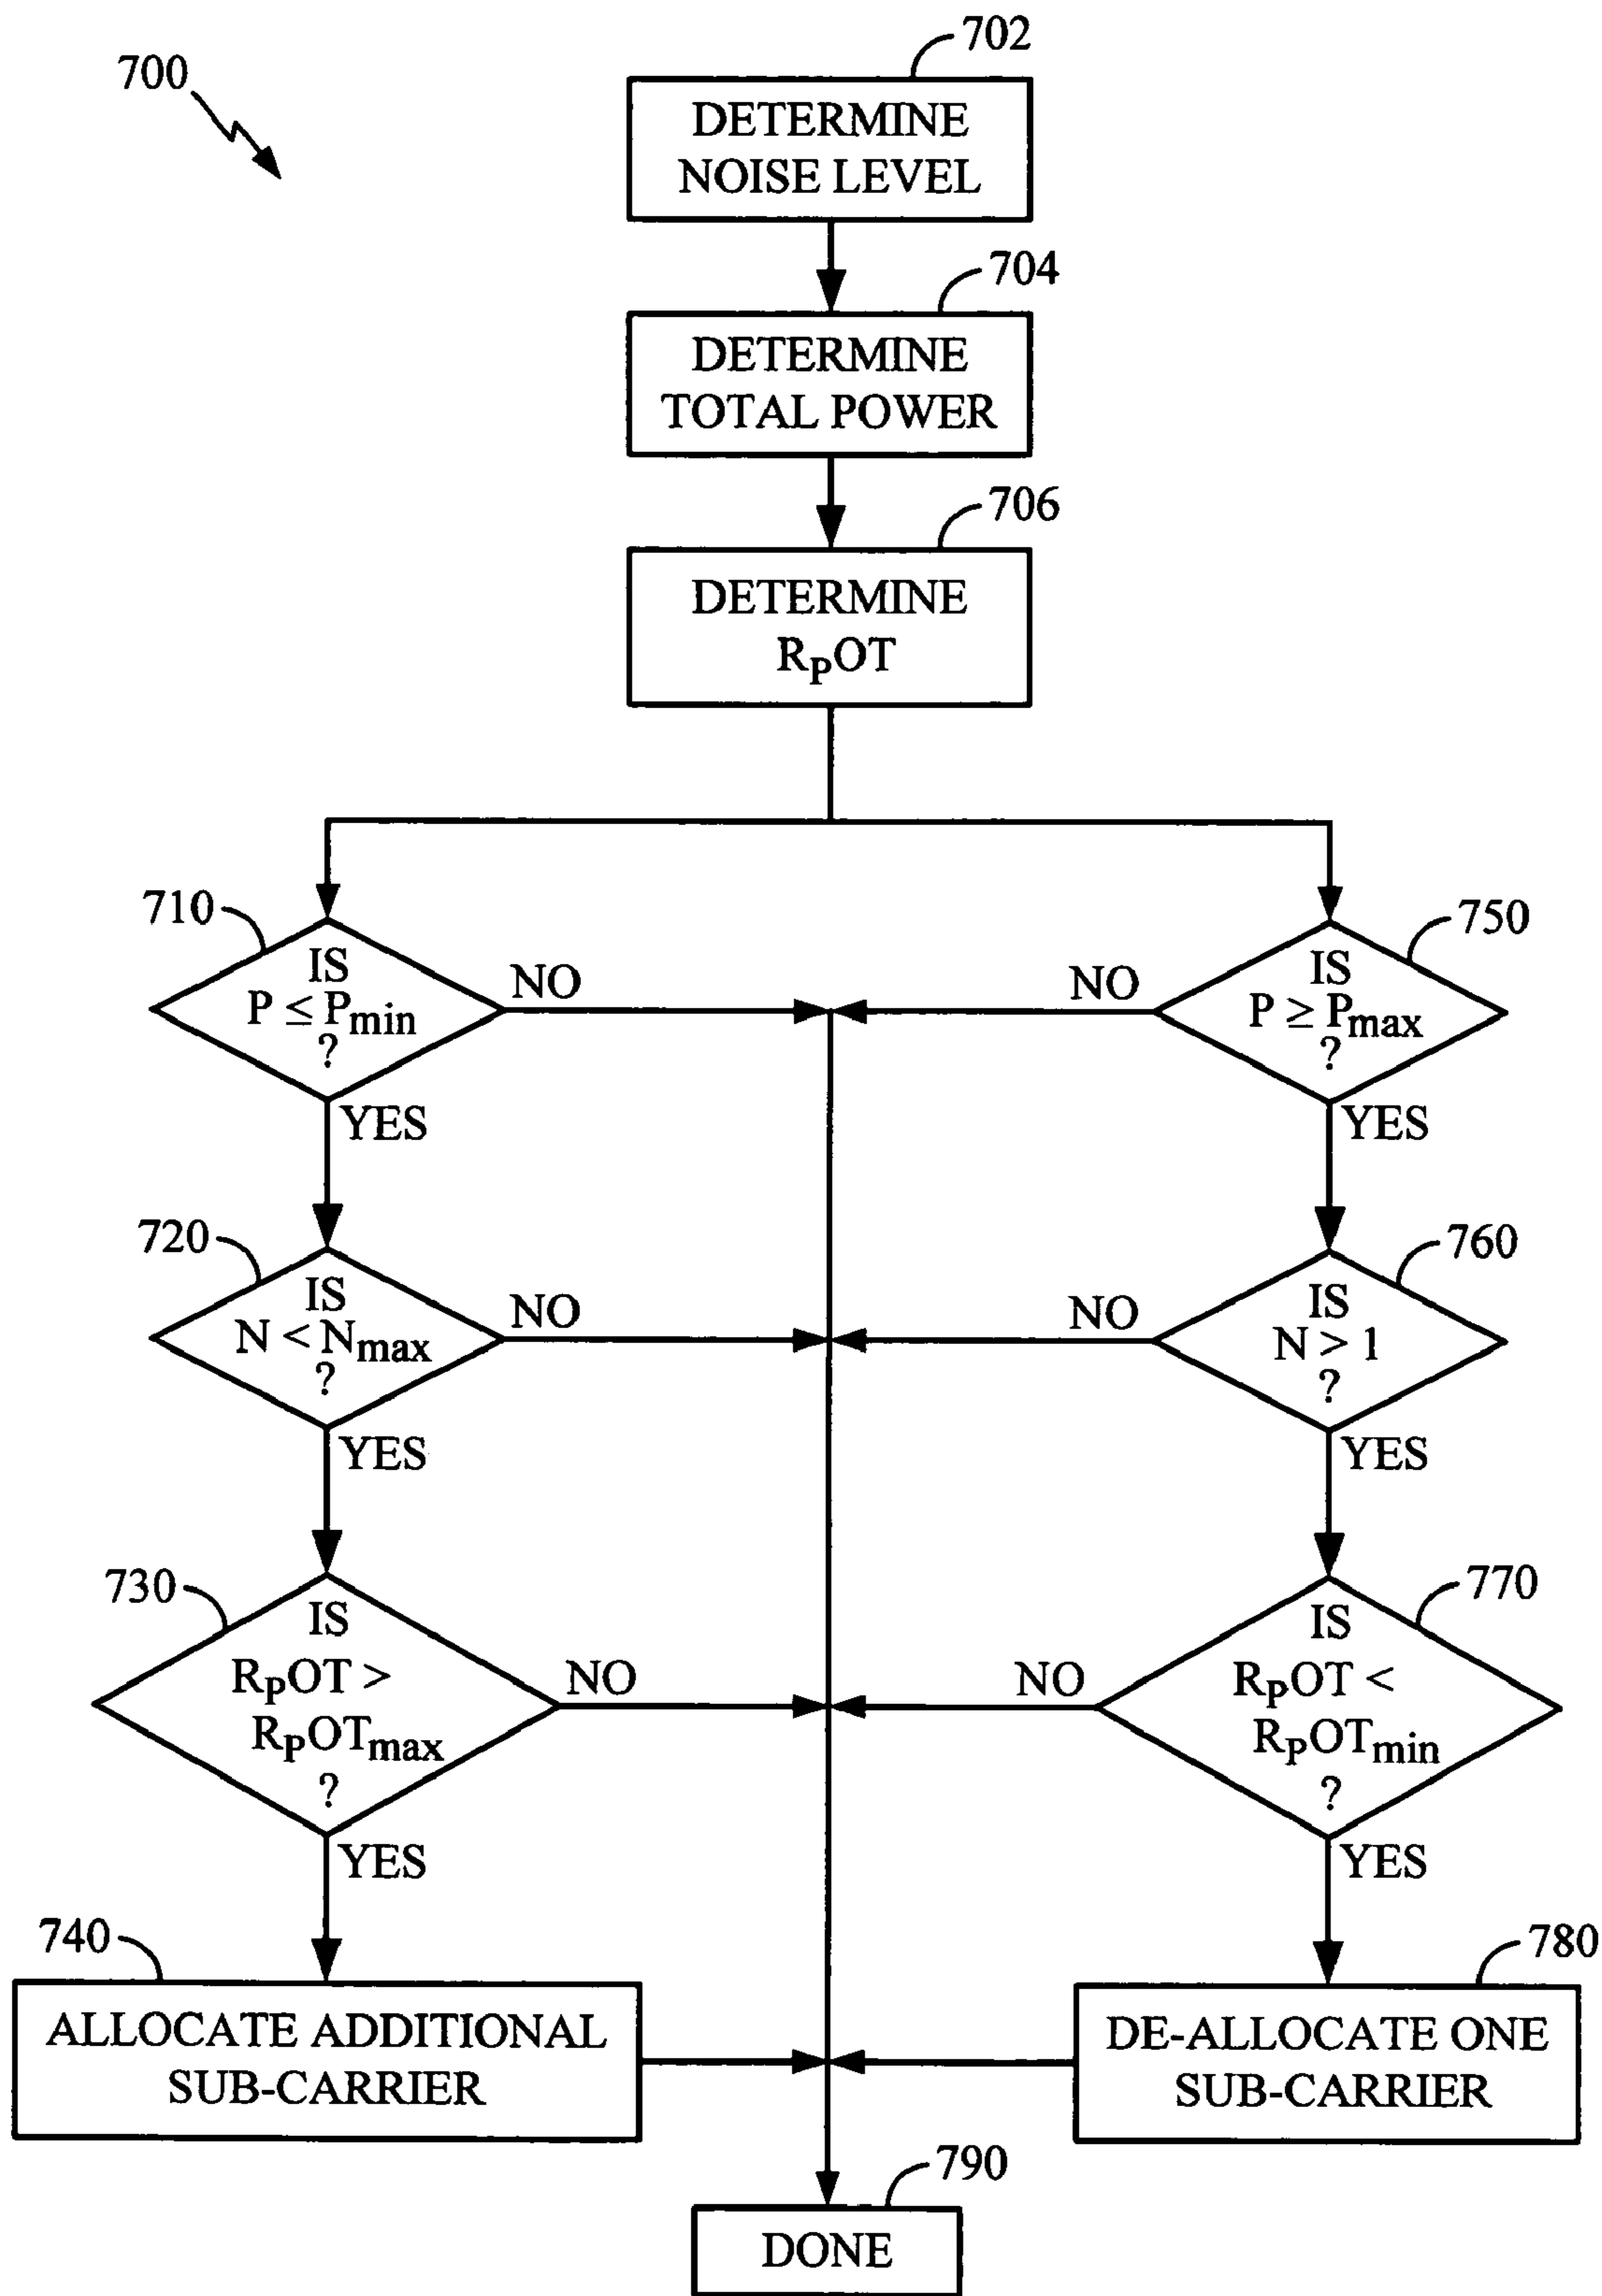 700
702
DETERMINE
NOISE LEVEL
704
DETERMINE
TOTAL POWER
706
DETERMINE
RPOT
710
IS
P ≤ Pmin
?
NO
YES
750
IS
P ≥ Pmax
?
NO
YES
720
IS
N < Nmax
?
NO
YES
760
IS
N > 1
?
NO
YES
730
IS
RPOT >
RPOTmax
?
NO
YES
770
IS
RPOT <
RPOTmin
?
NO
YES
740
ALLOCATE ADDITIONAL
SUB-CARRIER
780
DE-ALLOCATE ONE
SUB-CARRIER
790
DONE